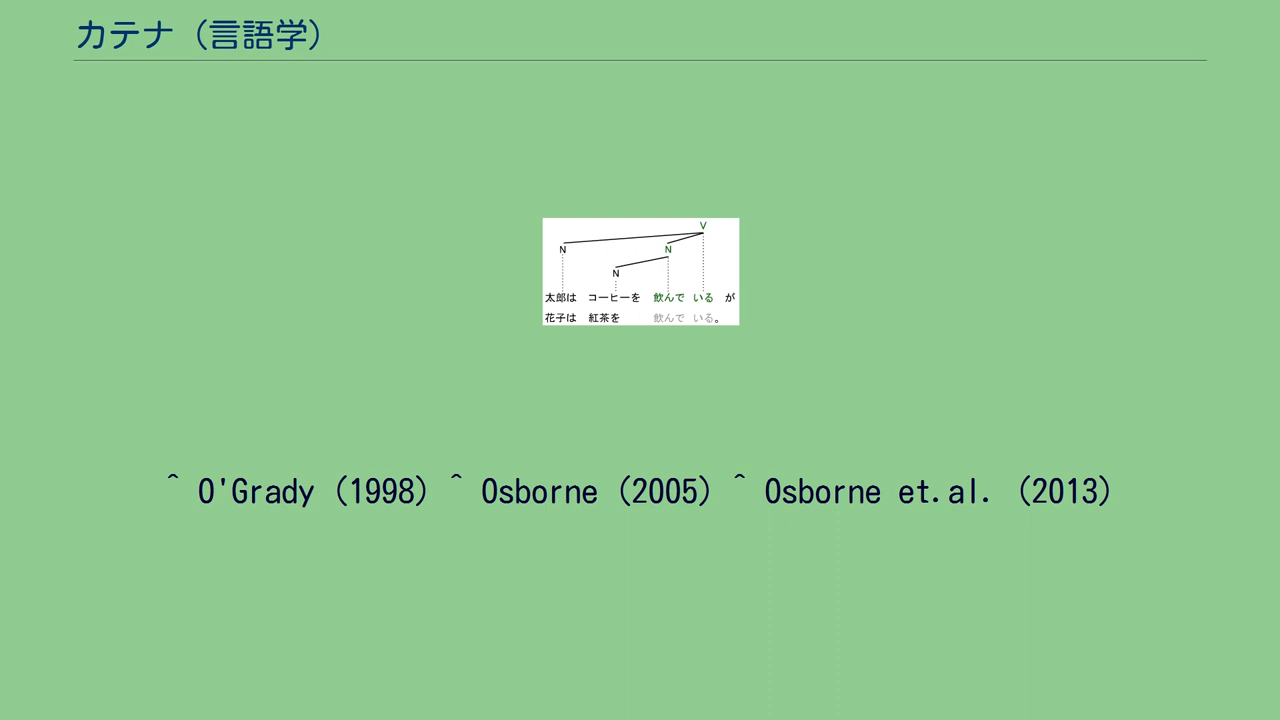 カテナ（言語学）
V
N N
N
太郎は コーヒーを 飲んで いる が
花子は 紅茶を 飲んで いる。
^ O'Grady (1998) ^ Osborne (2005) ^ Osborne et.al. (2013)